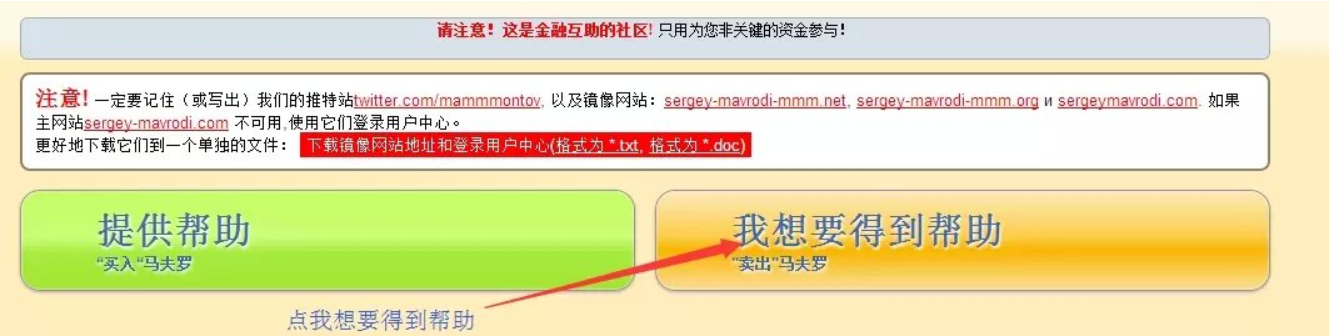 请注意！这是金融互助的社区！只用为您非关键的资金参与！
注意！一定要记住（或写出）我们的推特站twitter.com/mammmontov, 以及镜像网站：sergey-mavrodi-mmm.net, sergey-mavrodi-mmm.org и sergeymavrodi.com. 如果
主网站sergey-mavrodi.com 不可用,使用它们登录用户中心。
更好地下载它们到一个单独的文件：下载镜像网站地址和登录用户中心(格式为 *.txt, 格式为 *.doc)
提供帮助
“买入“马夫罗
我想要得到帮助
”卖出”马夫罗
点我想要得到帮助